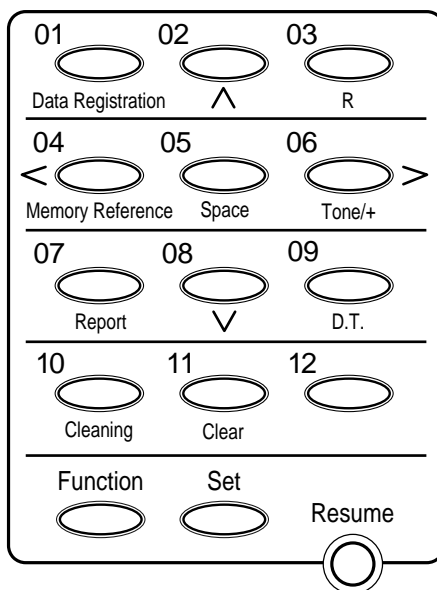 01 02 03
Data Registration ∧ R
04 05 06
< >
Memory Reference Space Tone/+
07 08 09
Report ∨ D.T.
10 11 12
Cleaning Clear
Function Set
Resume